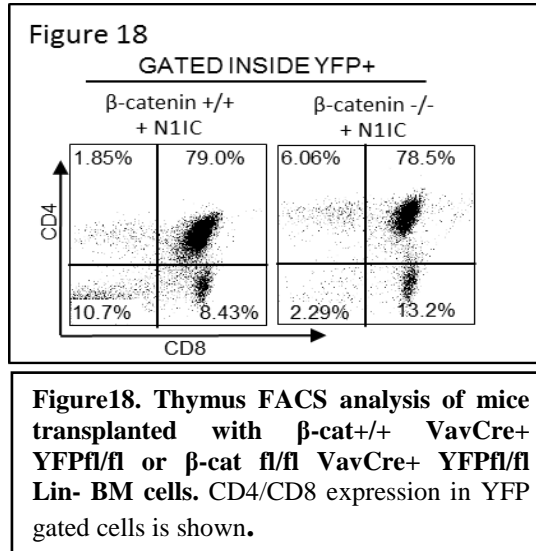 Figure 18
GATED INSIDE YFP+
β-catenin +/+ β-catenin -/-
+ N1IC + N1IC
1.85% 79.0% 6.06% 78.5%
CD4
10.7% 8.43% 2.29% 13.2%
CD8
Figure18. Thymus FACS analysis of mice
transplanted with β-cat+/+ VavCre+
YFPfl/fl or β-cat fl/fl VavCre+ YFPfl/fl
Lin- BM cells. CD4/CD8 expression in YFP
gated cells is shown.